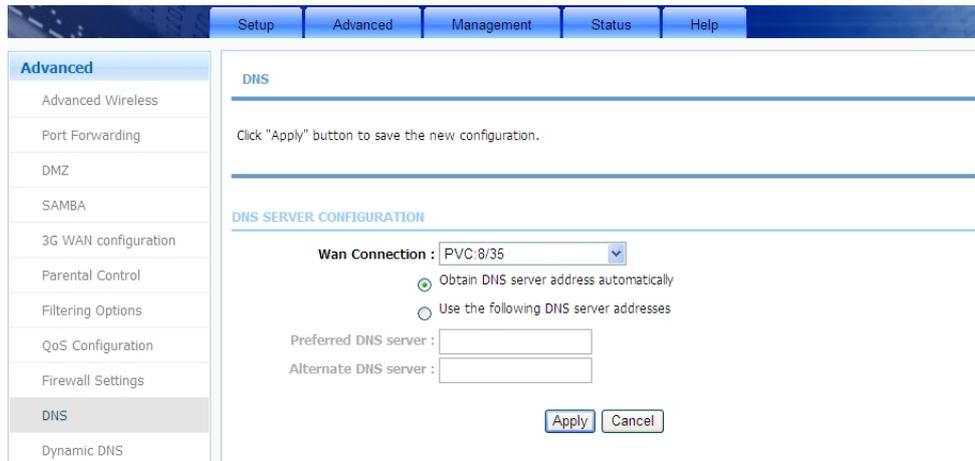 Setup Advanced Management Status Help
Advanced
Advanced Wireless
Port Forwarding
DMZ
SAMBA
3G WAN configuration
Parental Control
Filtering Options
QoS Configuration
Firewall Settings
DNS
Dynamic DNS
DNS
Click "Apply" button to save the new configuration.
DNS SERVER CONFIGURATION
Wan Connection : PVC:8/35
Obtain DNS server address automatically
Use the following DNS server addresses
Preferred DNS server :
Alternate DNS server :
Apply Cancel